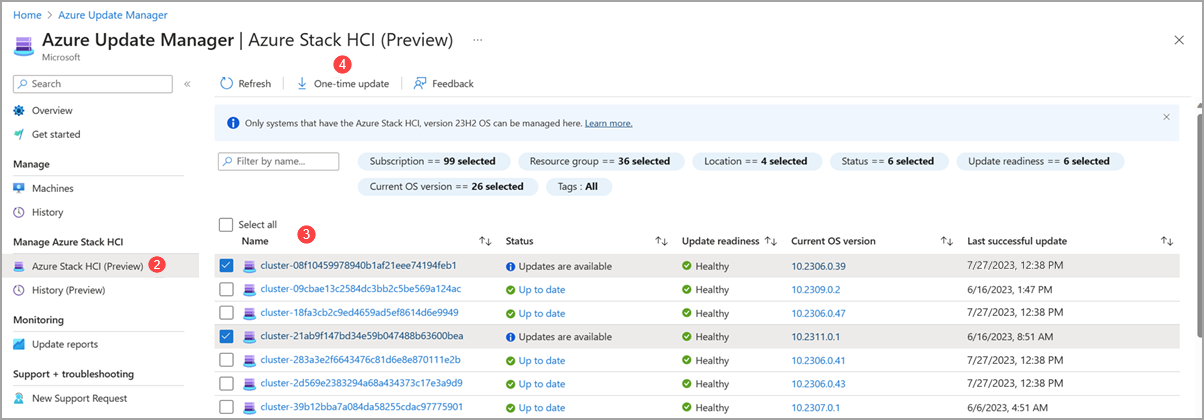 Home > Azure Update Manager
Azure Update Manager | Azure Stack HCI (Preview) ...
Microsoft
4
Search «
Refresh One-time update Feedback
Overview
Get started
Only systems that have the Azure Stack HCI, version 23H2 OS can be managed here. Learn more.
Manage
Machines
History
Filter by name... Subscription == 99 selected Resource group == 36 selected Location == 4 selected Status == 6 selected Update readiness == 6 selected
Current OS version == 26 selected Tags : All
Manage Azure Stack HCI
Azure Stack HCI (Preview) 2
History (Preview)
Monitoring
Update reports
Support + troubleshooting
New Support Request
Select all
3
Name Status Update readiness Current OS version Last successful update
cluster-08f10459978940b1af21eee74194feb1 Updates are available Healthy 10.2306.0.39 7/27/2023, 12:38 PM
cluster-09cbae13c2584dc3bb2c5be569a124ac Up to date Healthy 10.2309.0.2 6/16/2023, 1:47 PM
cluster-18fa3cb2c9ed4659ad5ef8614d6e9949 Up to date Healthy 10.2306.0.47 7/27/2023, 12:38 PM
cluster-21ab9f147bd34e59b047488b63600bea Updates are available Healthy 10.2311.0.1 6/16/2023, 8:51 AM
cluster-283a3e2f6643476c81d6e8e870111e2b Up to date Healthy 10.2306.0.41 7/27/2023, 12:38 PM
cluster-2d569e2383294a68a434373c17e3a9d9 Up to date Healthy 10.2306.0.43 7/27/2023, 12:38 PM
cluster-39b12bba7a084da58255cdac97775901 Up to date Healthy 10.2307.0.1 6/6/2023, 4:51 AM